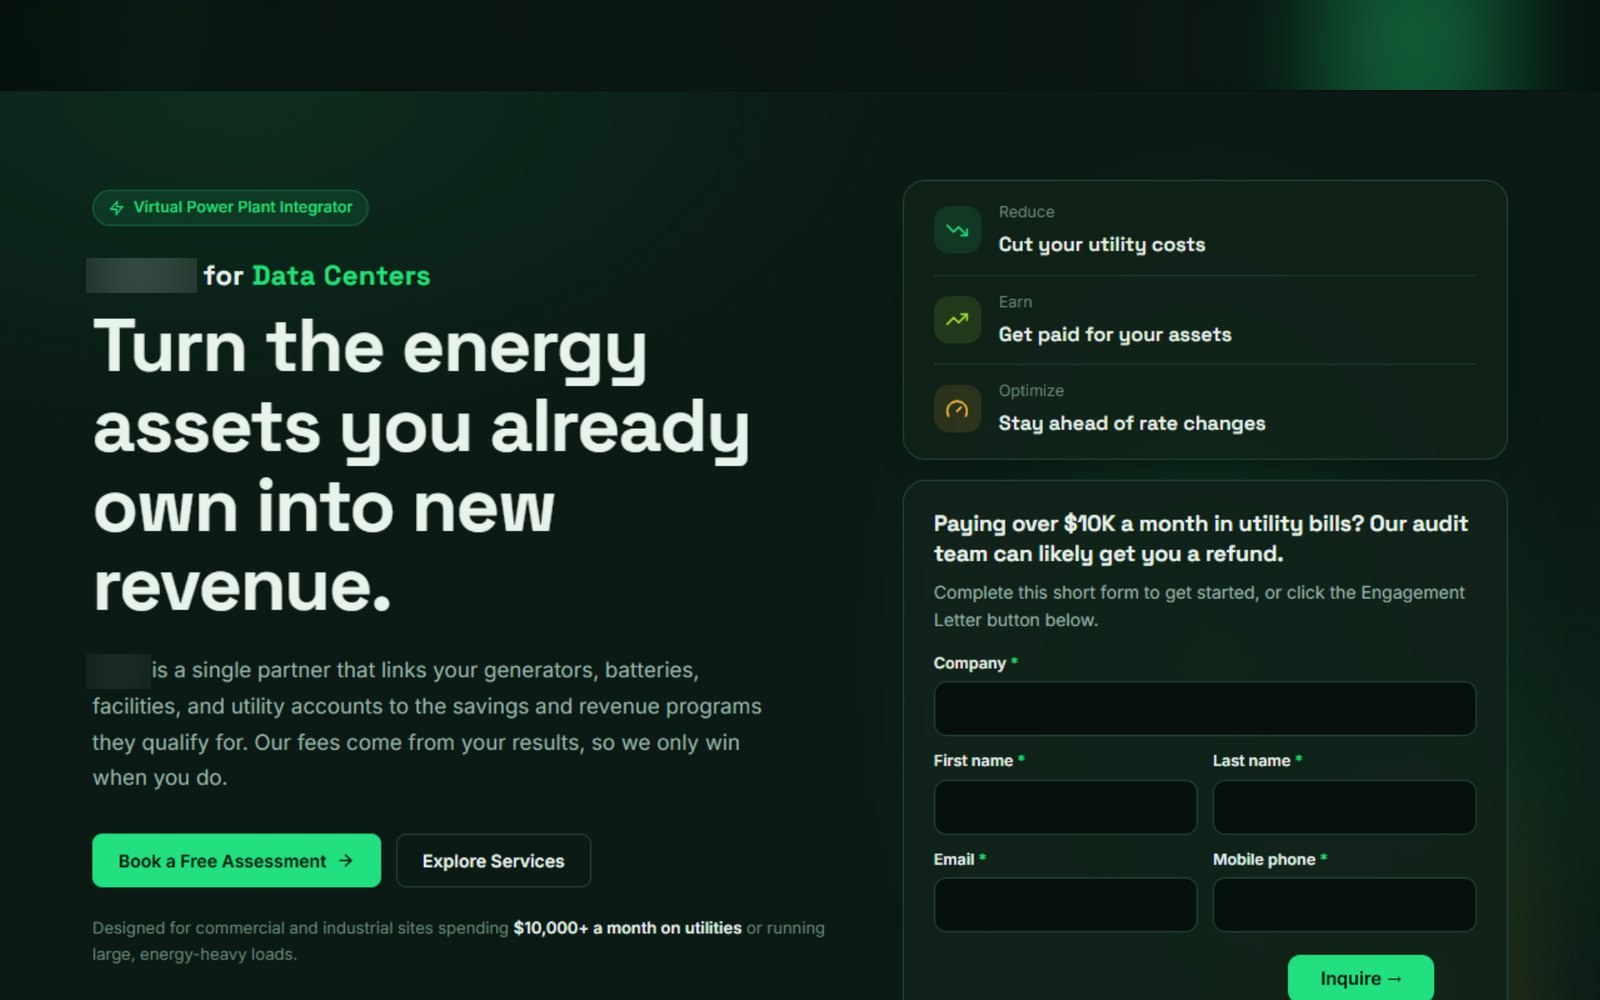 Virtual Power Plant Integrator
for Data Centers
Turn the energy
assets you already
own into new
revenue.
is a single partner that links your generators, batteries,
facilities, and utility accounts to the savings and revenue programs
they qualify for. Our fees come from your results, so we only win
when you do.
Book a Free Assessment →
Explore Services
Designed for commercial and industrial sites spending $10,000+ a month on utilities or running
large, energy-heavy loads.
Reduce
Cut your utility costs
Earn
Get paid for your assets
Optimize
Stay ahead of rate changes
Paying over $10K a month in utility bills? Our audit
team can likely get you a refund.
Complete this short form to get started, or click the Engagement
Letter button below.
Company *
First name *
Last name *
Email *
Mobile phone *
Inquire →